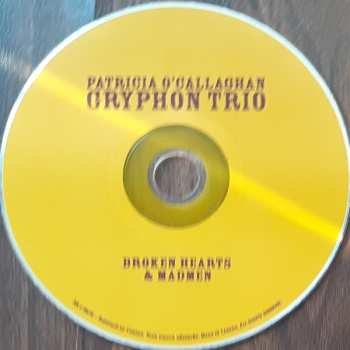 PATRICIA O'CALLAGHAN
GRYPHON TRIO
BROKEN HEARTS
& MADMEN